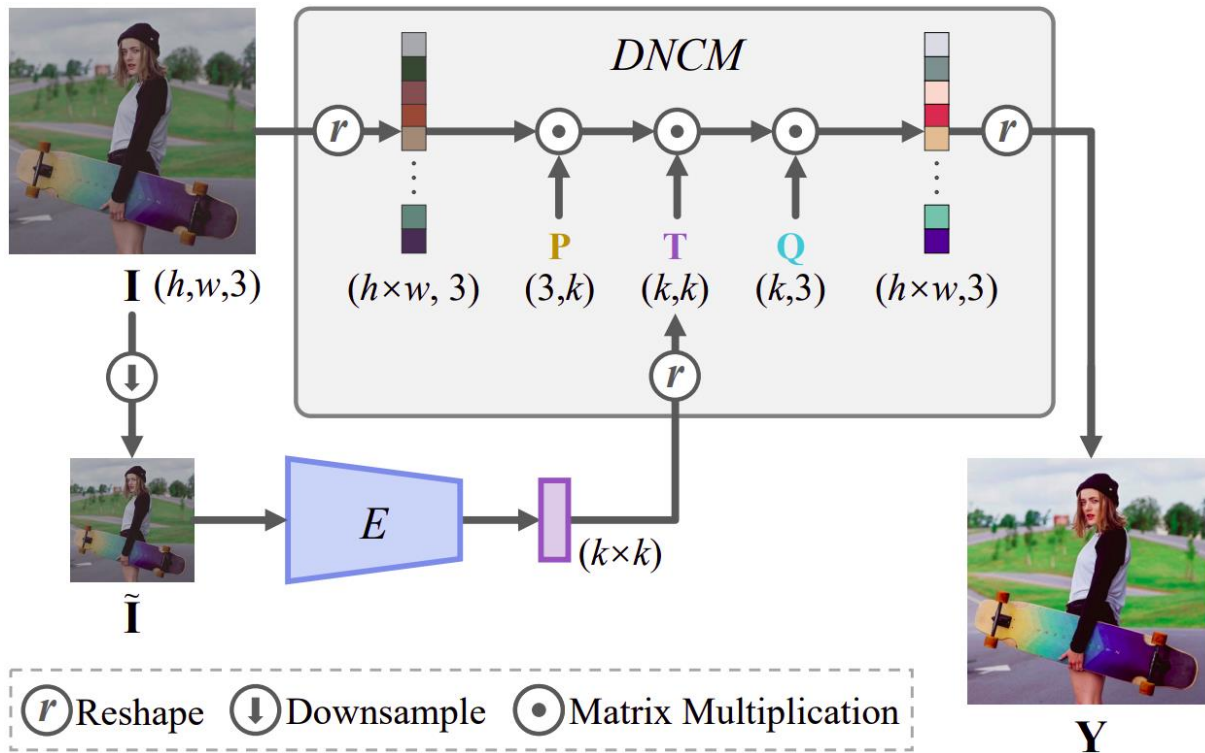 DNCM
r
r
P
T
Q
I (h,w,3)
(h×w, 3)
(3,k)
(k,k)
(k,3)
(h×w,3)
r
E
(k×k)
Ĩ
r Reshape
Downsample
Matrix Multiplication
Y